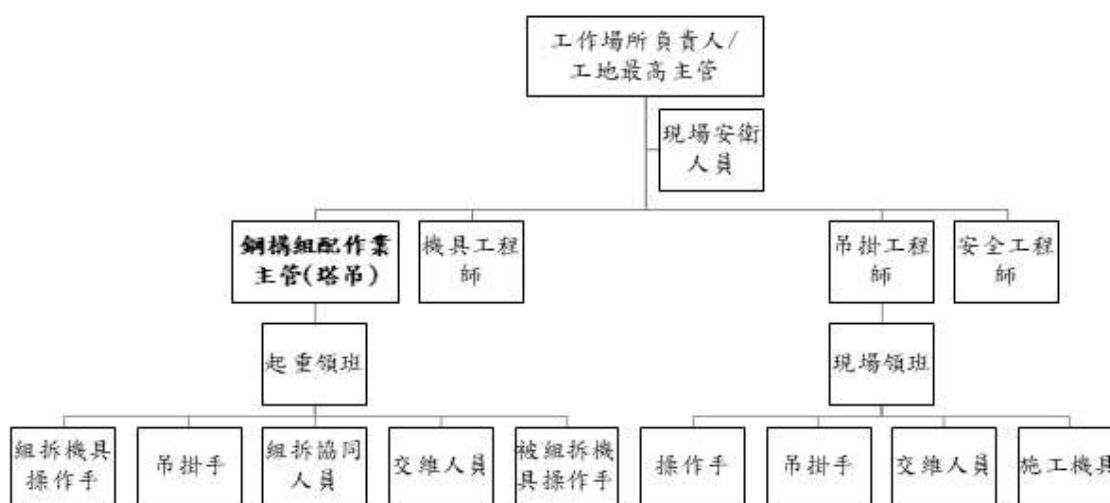 工作場所負責人/
工地最高主管
現場安衛
人員
鋼構組配作業
主管(塔吊)
機具工程
師
吊掛工程
師
安全工程
師
起重領班
現場領班
組拆機具
操作手
吊掛手
組拆協同
人員
交維人員
被組拆機
具操作手
操作手
吊掛手
交維人員
施工機具